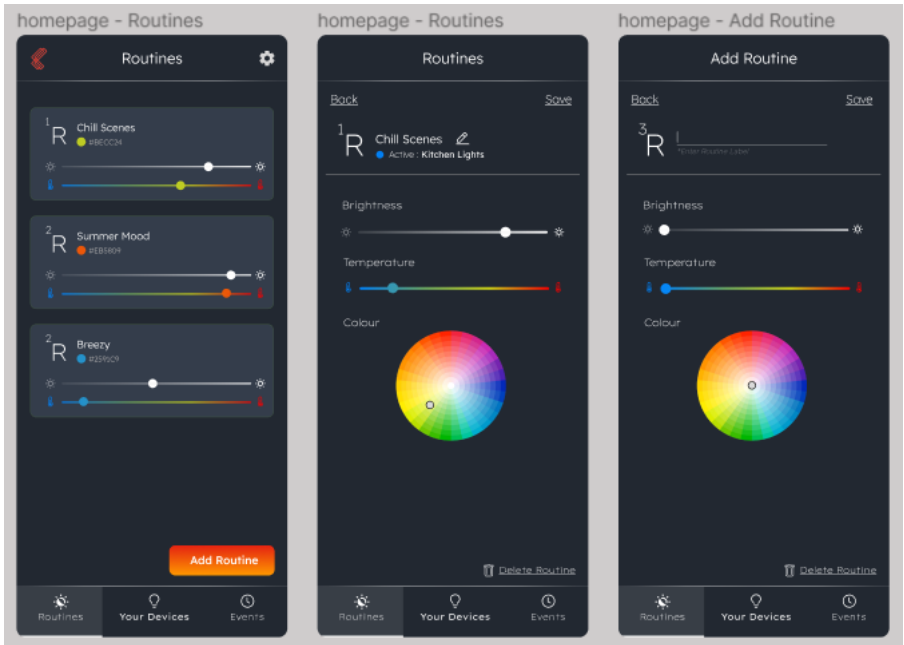 homepage - Routines
Routines
1
R
Chill Scenes
#BECC24
2
R
Summer Mood
#EB5809
2
R
Breezy
Add Routine
Routines
Your Devices
Events
homepage - Routines
Routines
Back
Save
1
R
Chill Scenes
Active : Kitchen Lights
Brightness
Temperature
Colour
Delete Routine
Routines
Your Devices
Events
homepage - Add Routine
Add Routine
Back
Save
3
R
*Enter Routine Label
Brightness
Temperature
Colour
Delete Routine
Routines
Your Devices
Events